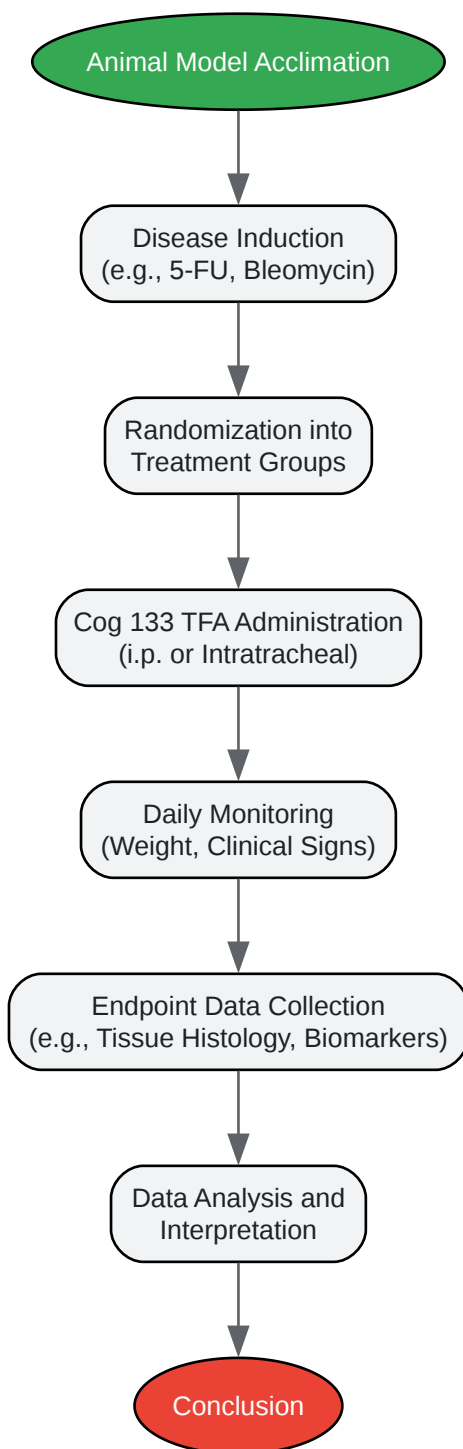 Animal Model Acclimation
Disease Induction
(e.g., 5-FU, Bleomycin)
Randomization into
Treatment Groups
Cog 133 TFA Administration
(i.p. or Intratracheal)
Daily Monitoring
(Weight, Clinical Signs)
Endpoint Data Collection
(e.g., Tissue Histology, Biomarkers)
Data Analysis and
Interpretation
Conclusion